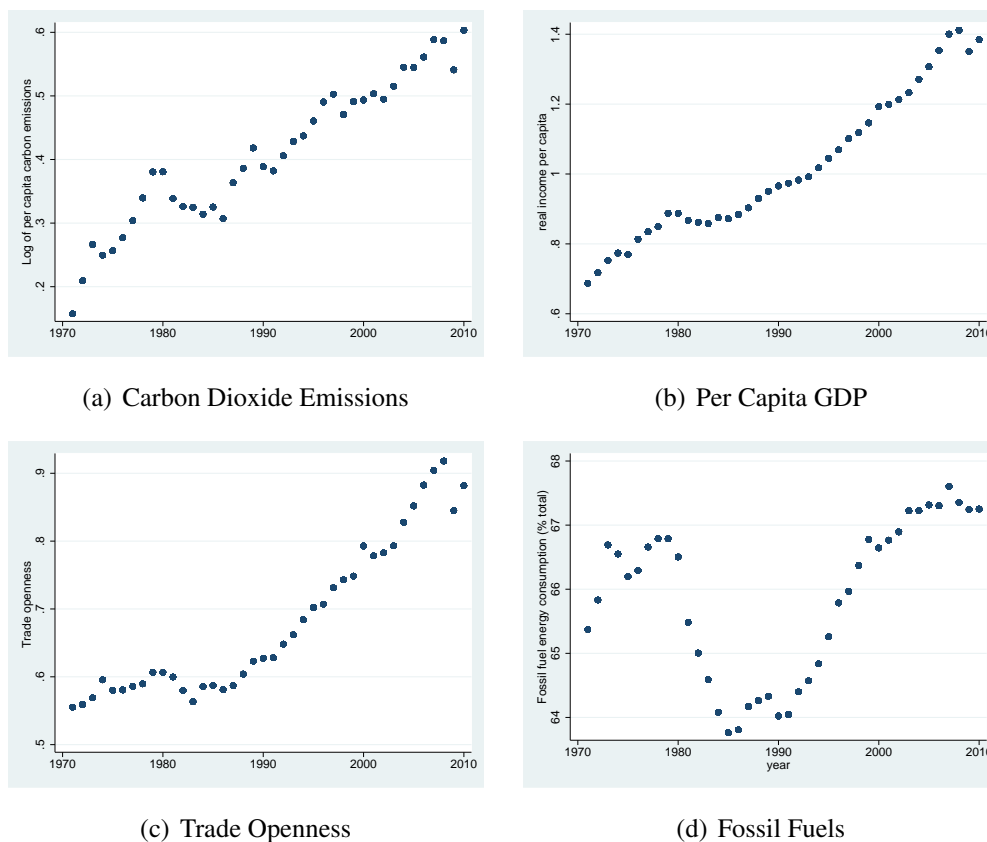 Log of per capita carbon emissions
.6
.5
.4
.3
.2
1970 1980 1990 2000 2010
(a) Carbon Dioxide Emissions
real income per capita
1.4
1.2
1
.8
.6
1970 1980 1990 2000 2010
(b) Per Capita GDP
Trade openness
.9
.8
.7
.6
.5
1970 1980 1990 2000 2010
(c) Trade Openness
Fossil fuel energy consumption (% total)
68
67
66
65
64
1970 1980 1990 2000 2010
year
(d) Fossil Fuels